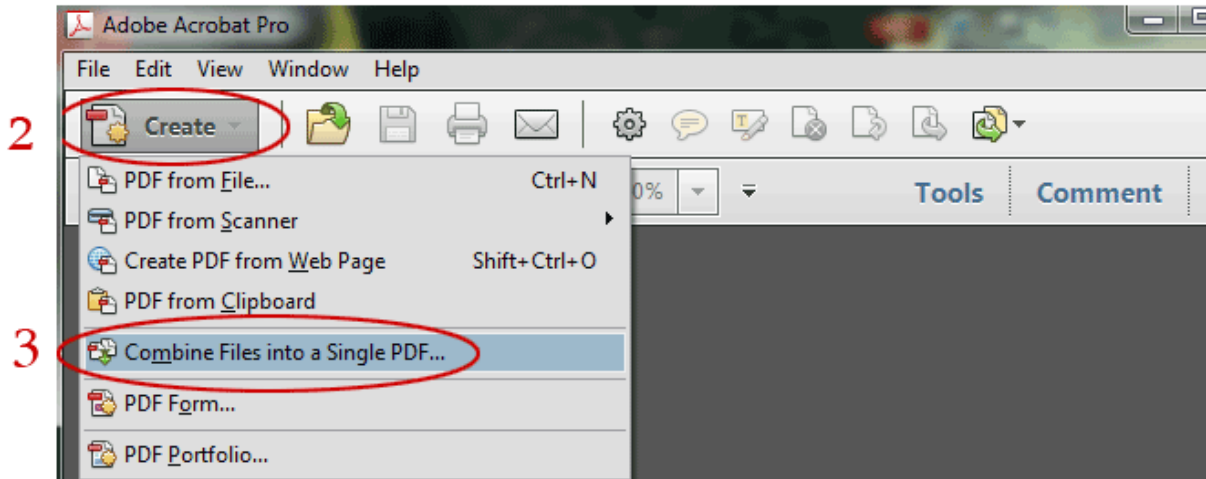 Adobe Acrobat Pro
File Edit View Window Help
2 Create
PDF from File... Ctrl+N
0% Tools Comment
PDF from Scanner
Create PDF from Web Page Shift+Ctrl+O
PDF from Clipboard
3 Combine Files into a Single PDF...
PDF Form...
PDF Portfolio...